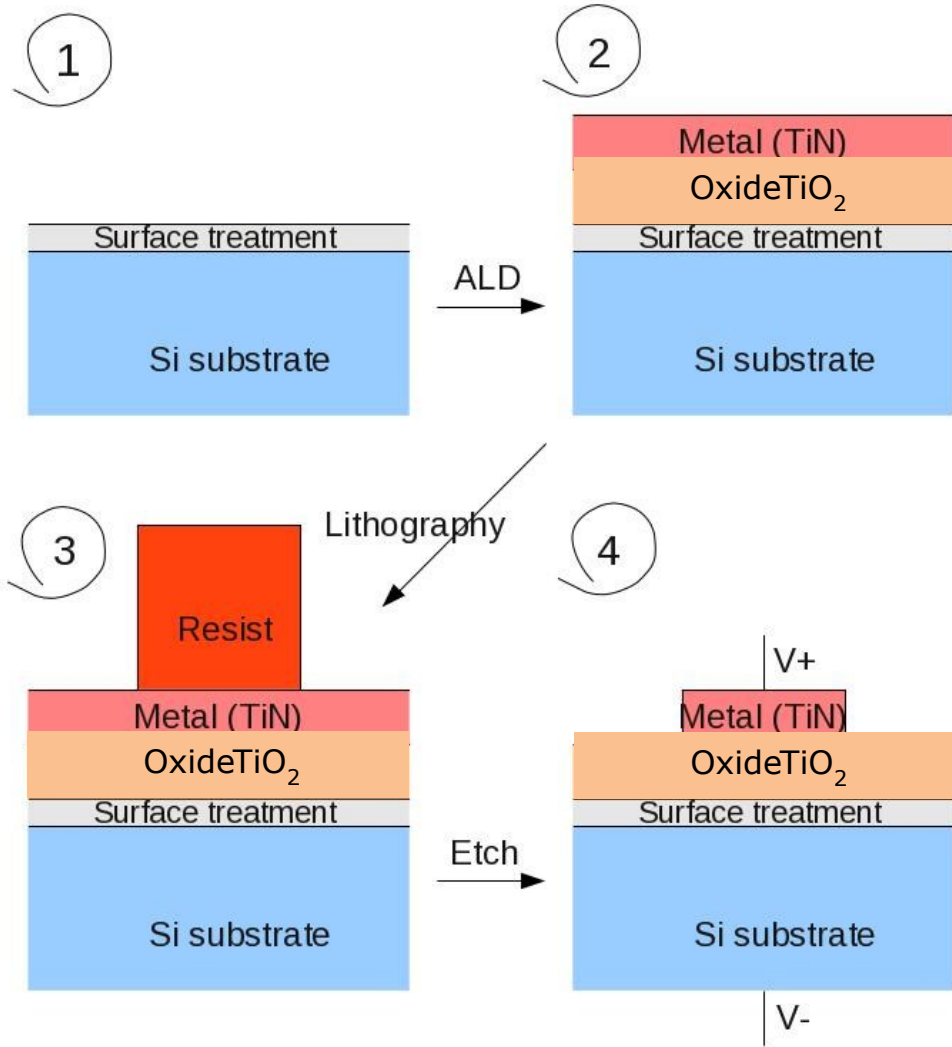 1
Surface treatment
Si substrate
ALD
2
Metal (TiN)
OxideTiO₂
Surface treatment
Si substrate
Lithography
3
Resist
Metal (TiN)
OxideTiO₂
Surface treatment
Si substrate
Etch
4
V+
Metal (TiN)
OxideTiO₂
Surface treatment
Si substrate
V-